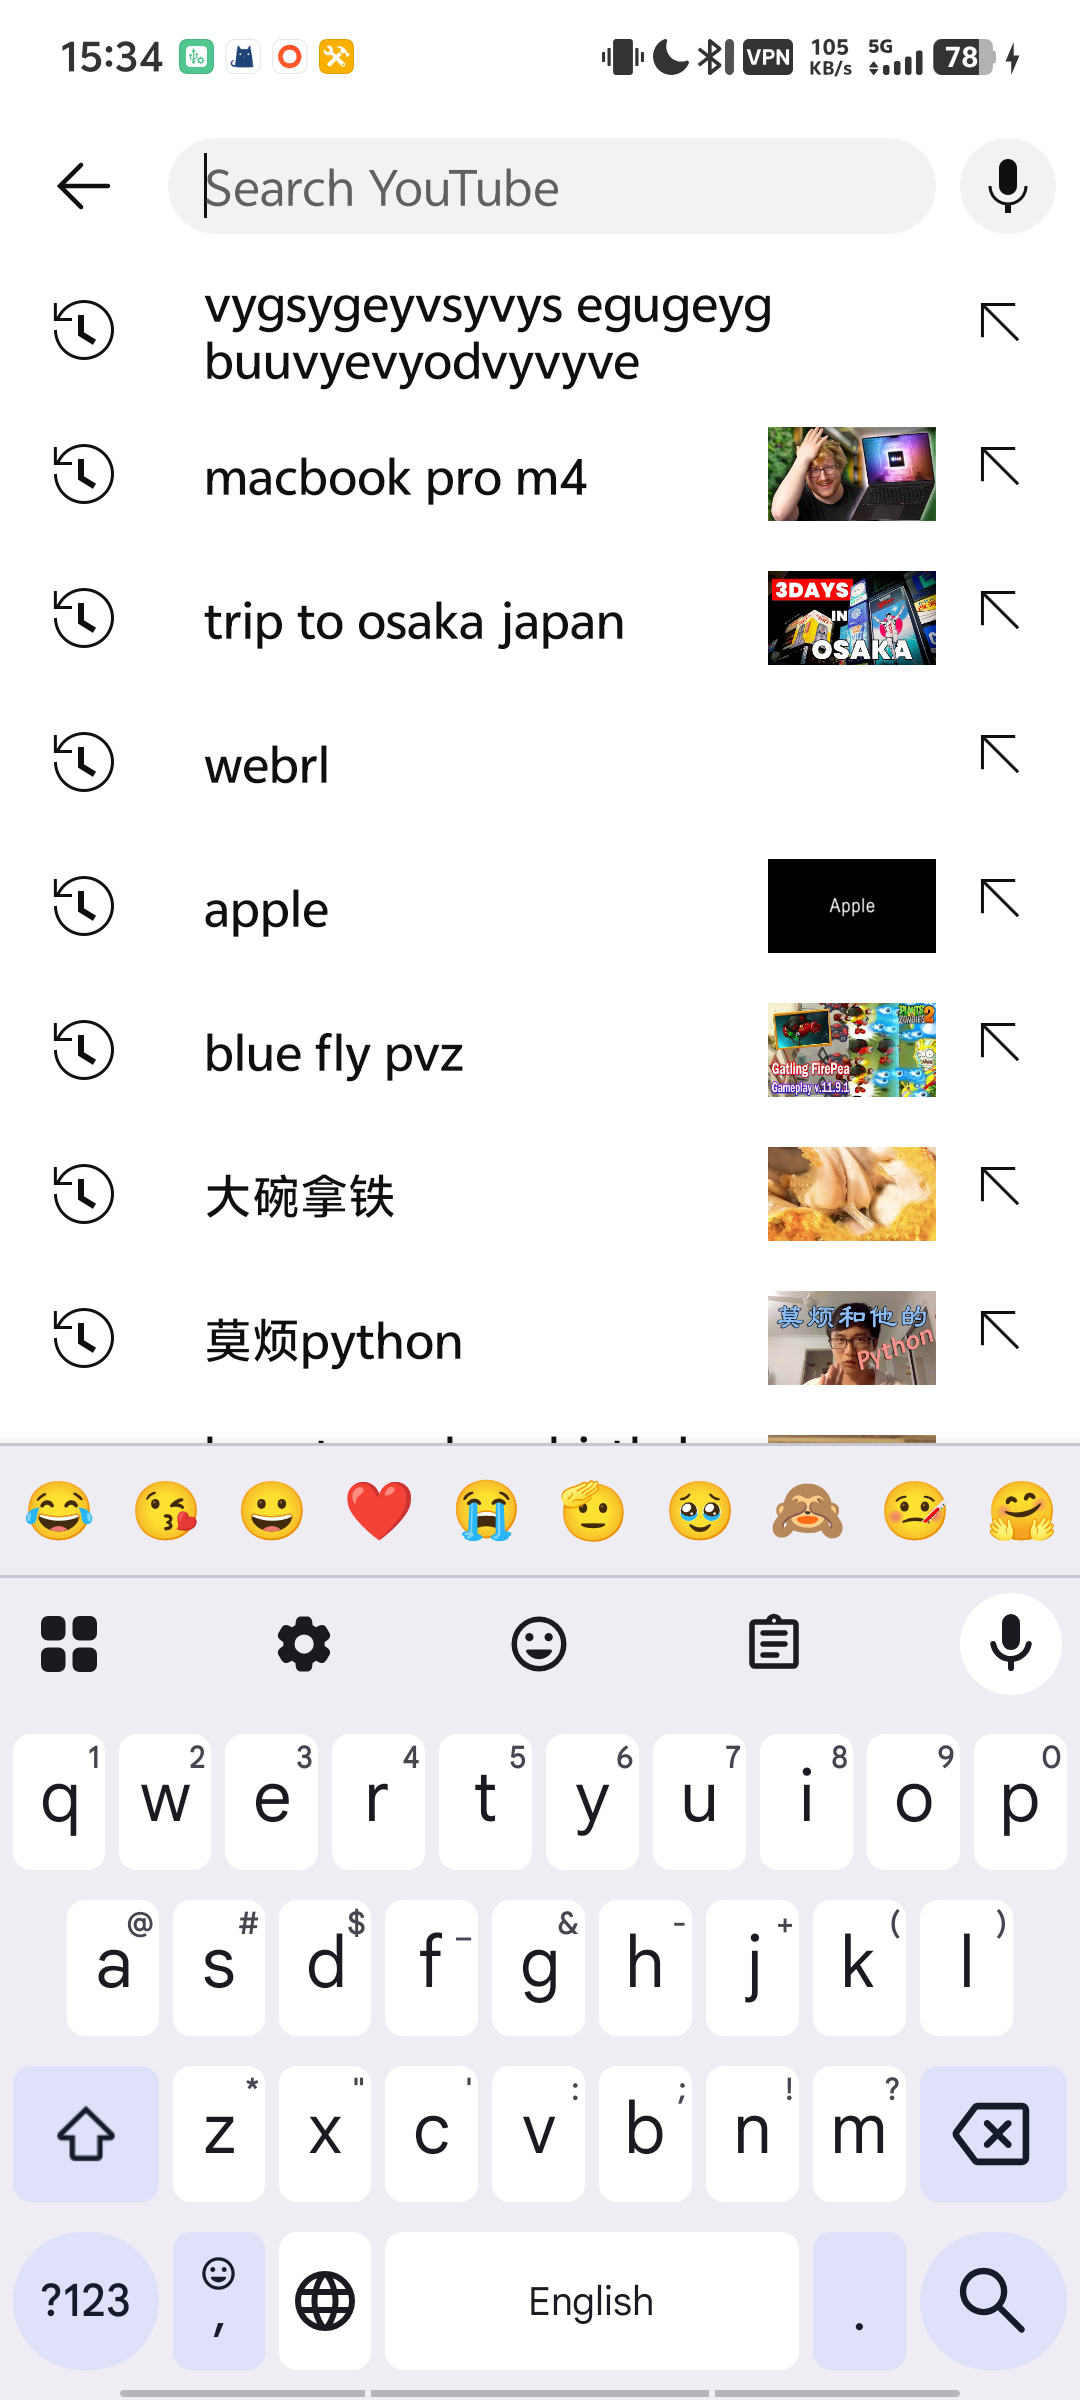 15:34
VPN
105
KB/s
5G
78
Search YouTube
vygsygeyvsyvys egugeyg
buuvyevyodvyvyve
macbook pro m4
trip to osaka japan
3DAYS
IN
OSAKA
webrl
apple
Apple
blue fly pvz
PLANTS
ZOMBIES 2
Gatling FirePea
Gameplay v.11.9.1
大碗拿铁
莫烦python
莫烦和他的
Python
1 2 3 4 5 6 7 8 9 0
q w e r t y u i o p
@ # $ _ & - + ( )
a s d f g h j k l
* " ' : ; ! ?
z x c v b n m
?123
,
English
.